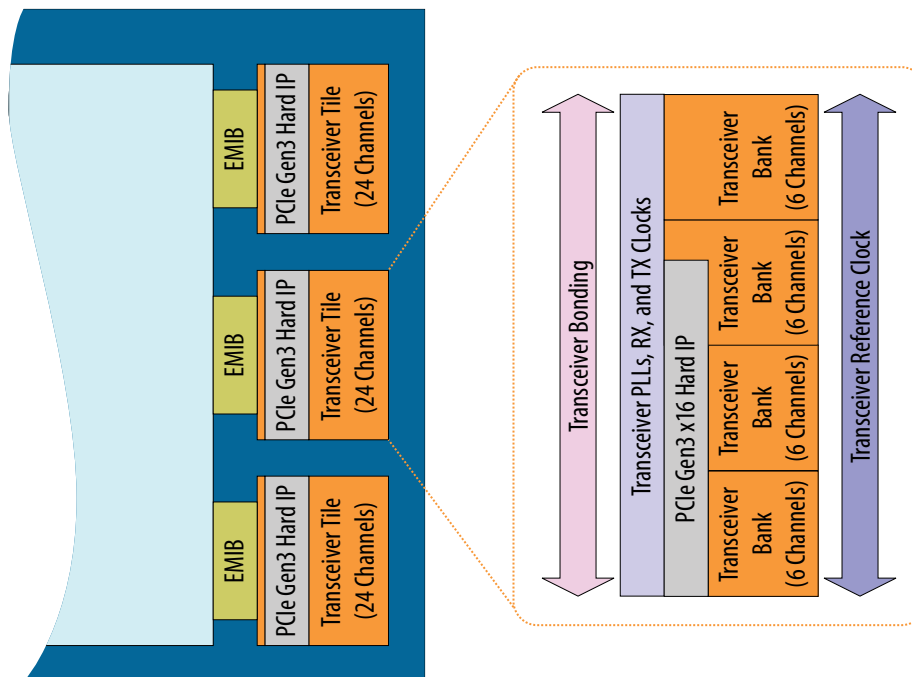 EMIB
PCIe Gen3 Hard IP
Transceiver Tile
(24 Channels)
EMIB
PCIe Gen3 Hard IP
Transceiver Tile
(24 Channels)
EMIB
PCIe Gen3 Hard IP
Transceiver Tile
(24 Channels)
Transceiver Bonding
Transceiver PLLs, RX, and TX CLocks
PCIe Gen3 x16 Hard IP
Transceiver
Bank
(6 Channels)
Transceiver
Bank
(6 Channels)
Transceiver
Bank
(6 Channels)
Transceiver
Bank
(6 Channels)
Transceiver Reference Clock